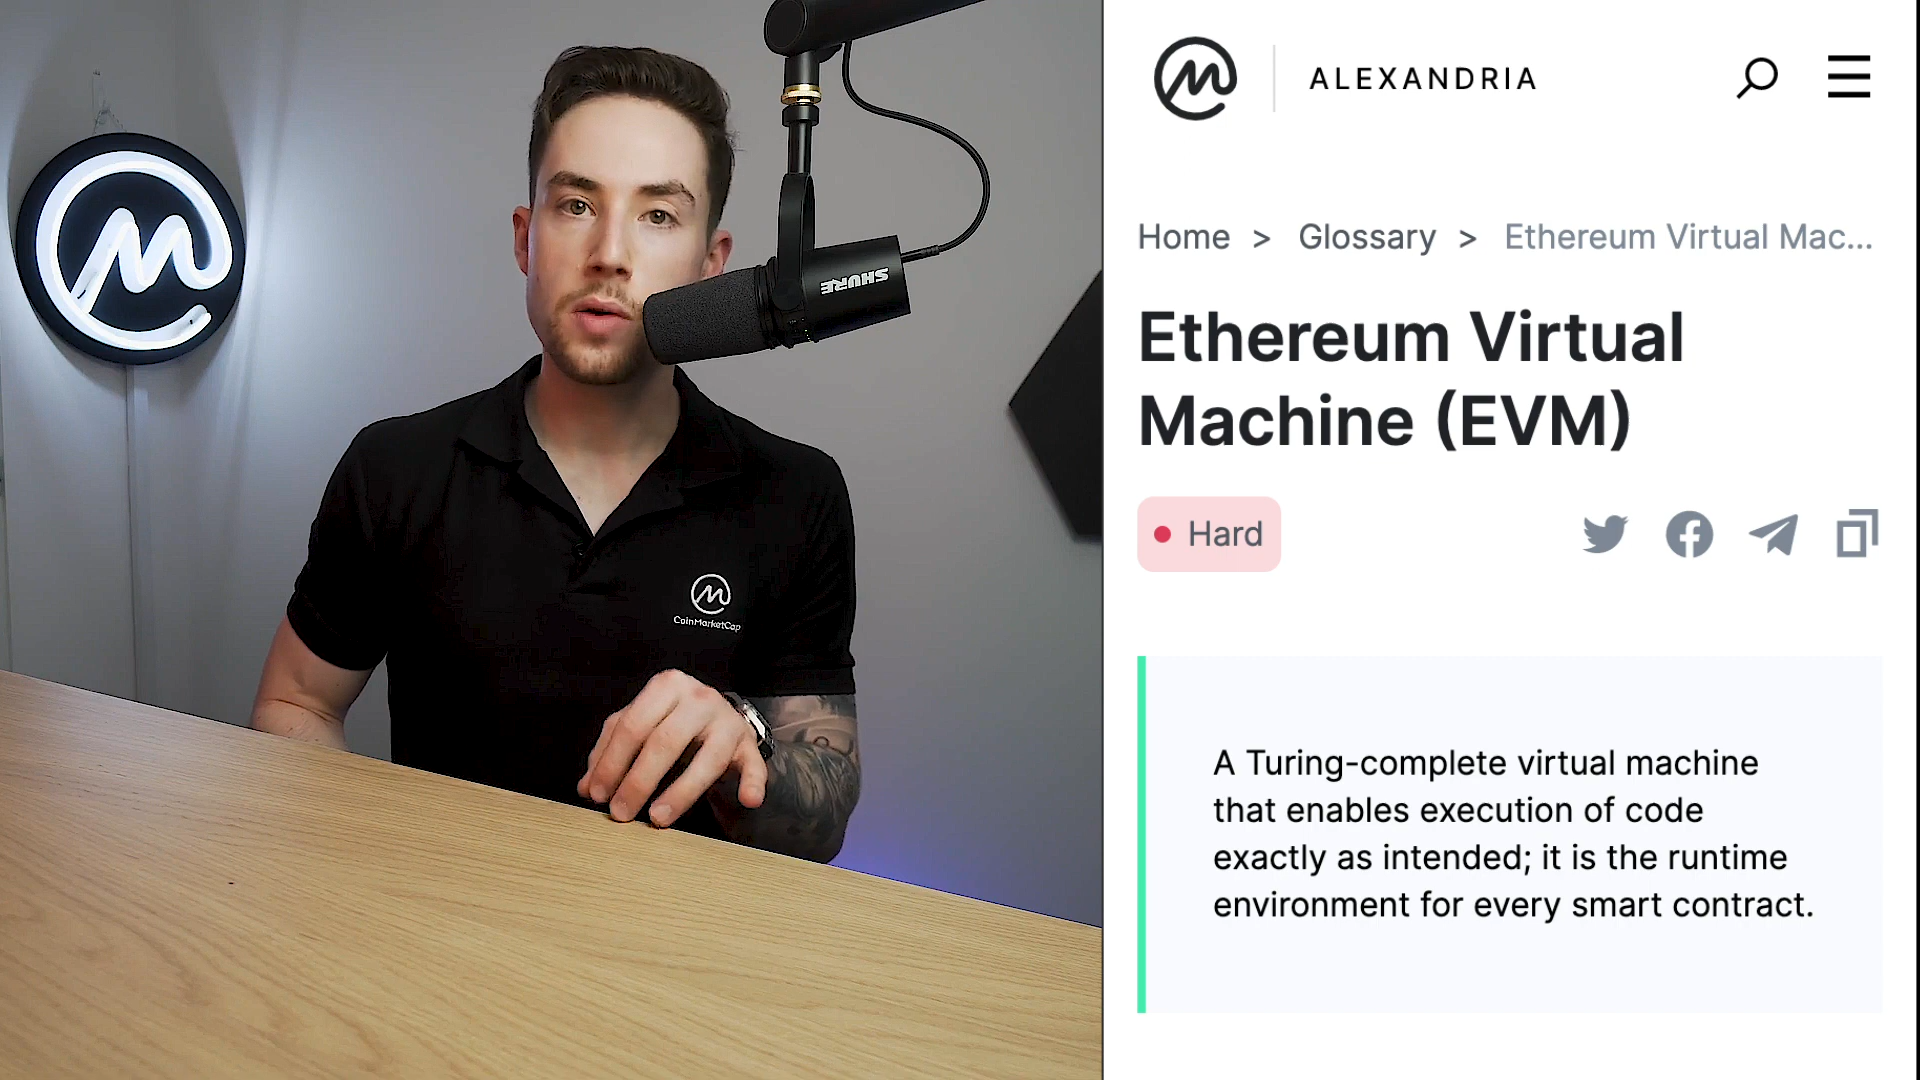 SHURE
CoinMarketCap
ALEXANDRIA
Home > Glossary > Ethereum Virtual Mac...
Ethereum Virtual
Machine (EVM)
Hard
A Turing-complete virtual machine
that enables execution of code
exactly as intended; it is the runtime
environment for every smart contract.